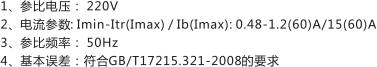 1、参比电压： 220V
2、电流参数: Imin-Itr(Imax) / Ib(Imax): 0.48-1.2(60)A/15(60)A
3、参比频率： 50Hz
4、基本误差：符合GB/T17215.321-2008的要求